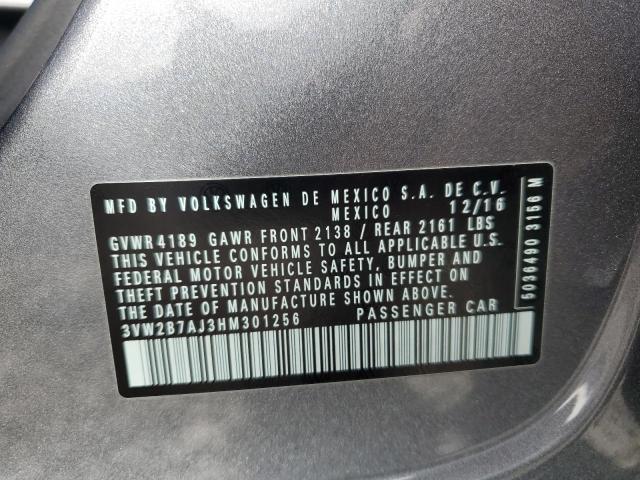 MFD BY VOLKSWAGEN DE MEXICO S.A. DE C.V.
MEXICO 12/16
GVWR 4189 GAWR FRONT 2138 / REAR 2161 LBS
THIS VEHICLE CONFORMS TO ALL APPLICABLE U.S.
FEDERAL MOTOR VEHICLE SAFETY, BUMPER AND
THEFT PREVENTION STANDARDS IN EFFECT ON
THE DATE OF MANUFACTURE SHOWN ABOVE.
3VW2B7AJ3HM301256 PASSENGER CAR
5036490 3156 M